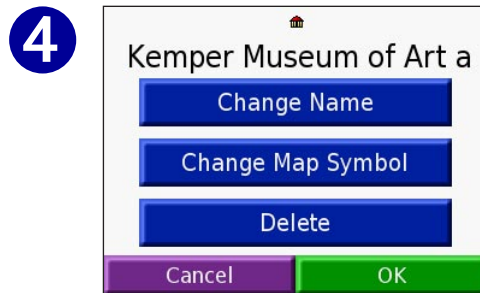 4
Kemper Museum of Art a
Change Name
Change Map Symbol
Delete
Cancel
OK